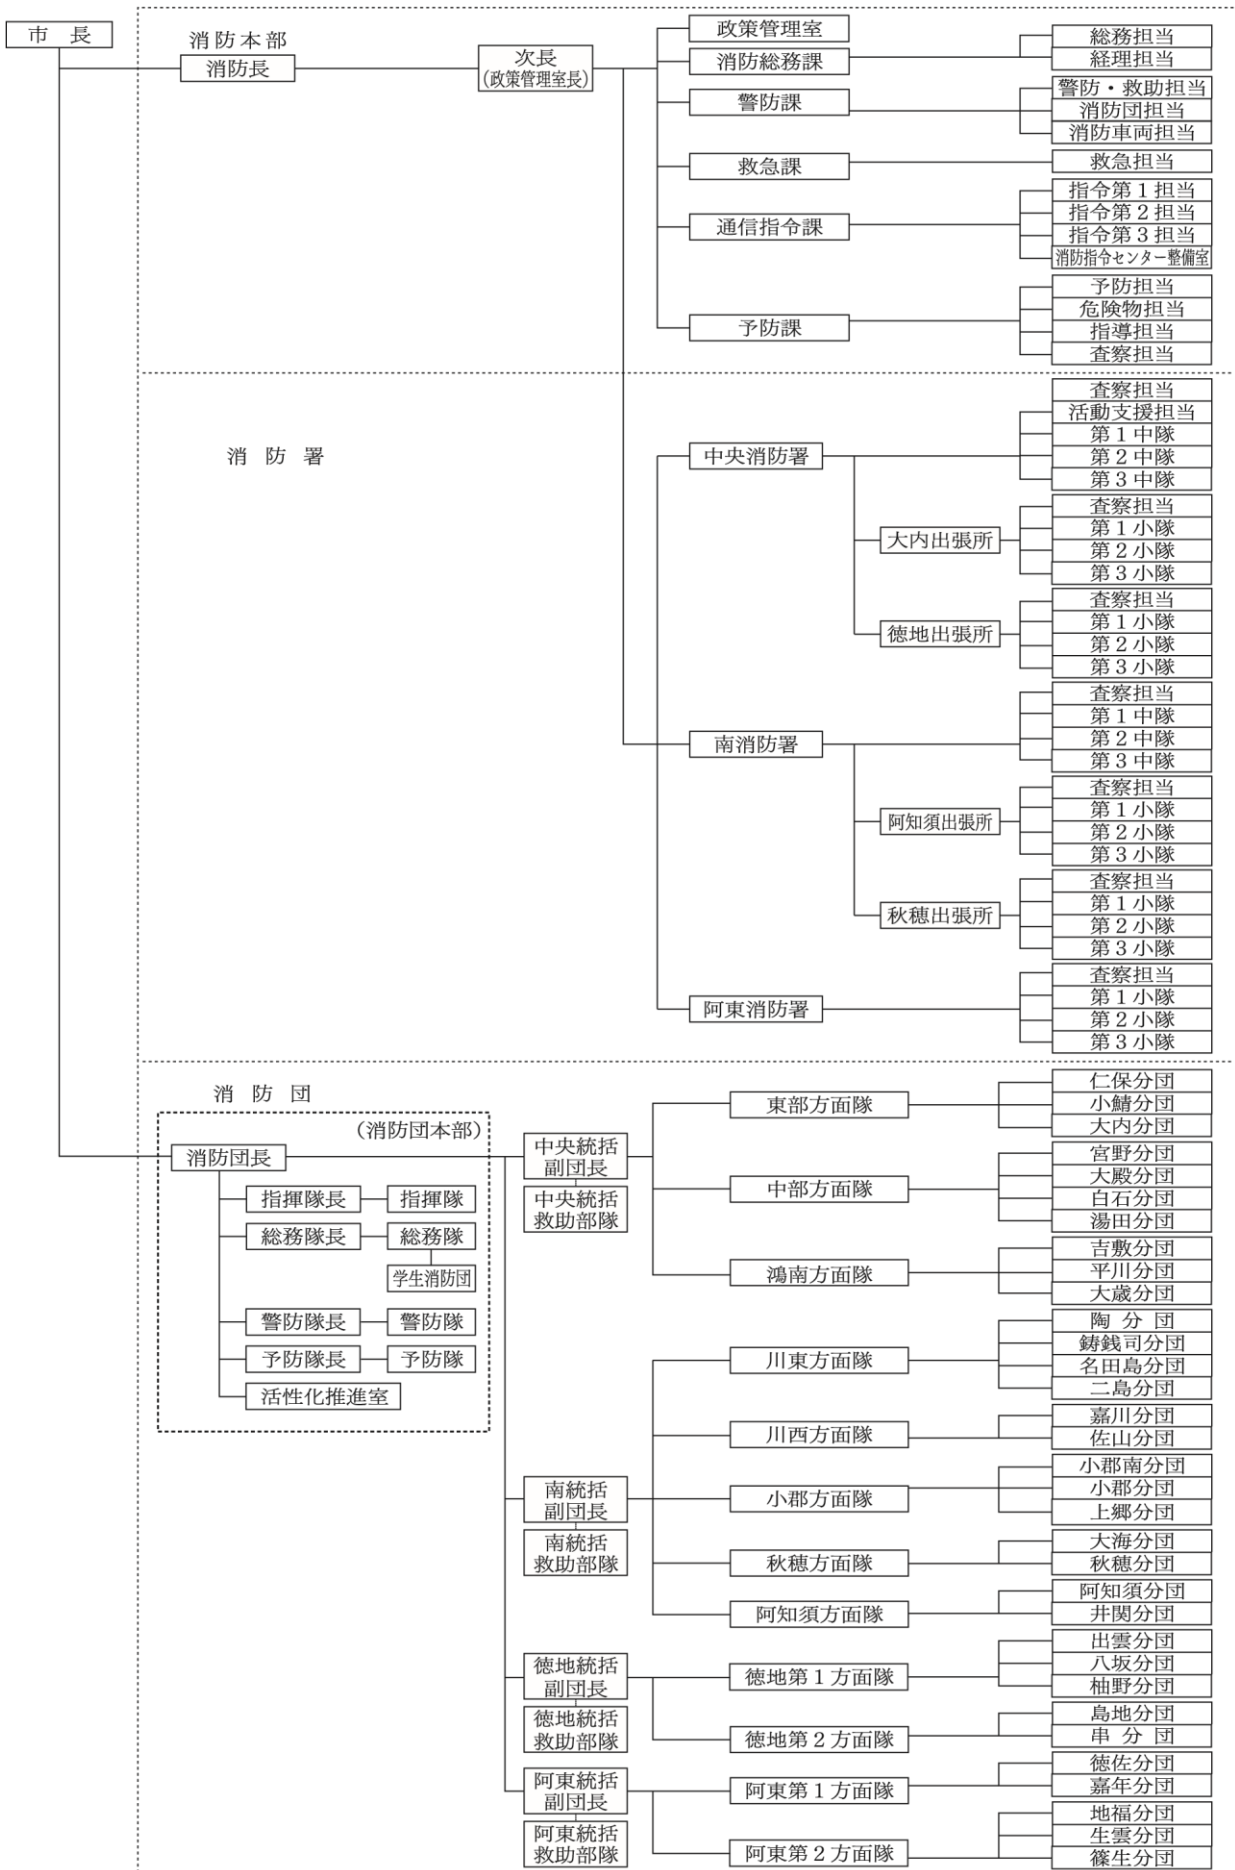 市　長
消防本部
消防長
次長
(政策管理室長)
政策管理室
消防総務課
総務担当
経理担当
警防課
警防・救助担当
消防団担当
消防車両担当
救急課
救急担当
通信指令課
指令第１担当
指令第２担当
指令第３担当
消防指令センター整備室
予防課
予防担当
危険物担当
指導担当
査察担当
消　防　署
中央消防署
査察担当
活動支援担当
第１中隊
第２中隊
第３中隊
大内出張所
査察担当
第１小隊
第２小隊
第３小隊
徳地出張所
査察担当
第１小隊
第２小隊
第３小隊
南消防署
査察担当
第１中隊
第２中隊
第３中隊
阿知須出張所
査察担当
第１小隊
第２小隊
第３小隊
秋穂出張所
査察担当
第１小隊
第２小隊
第３小隊
阿東消防署
査察担当
第１小隊
第２小隊
第３小隊
消　防　団
(消防団本部)
消防団長
指揮隊長
指揮隊
総務隊長
総務隊
学生消防団
警防隊長
警防隊
予防隊長
予防隊
活性化推進室
中央統括
副団長
中央統括
救助部隊
東部方面隊
仁保分団
小鯖分団
大内分団
中部方面隊
宮野分団
大殿分団
白石分団
湯田分団
鴻南方面隊
吉敷分団
平川分団
大歳分団
南統括
副団長
南統括
救助部隊
川東方面隊
陶　分　団
鋳銭司分団
名田島分団
二島分団
川西方面隊
嘉川分団
佐山分団
小郡方面隊
小郡南分団
小郡分団
上郷分団
秋穂方面隊
大海分団
秋穂分団
阿知須方面隊
阿知須分団
井関分団
徳地統括
副団長
徳地統括
救助部隊
徳地第１方面隊
出雲分団
八坂分団
柚野分団
徳地第２方面隊
島地分団
串　分　団
阿東統括
副団長
阿東統括
救助部隊
阿東第１方面隊
徳佐分団
嘉年分団
阿東第２方面隊
地福分団
生雲分団
篠生分団